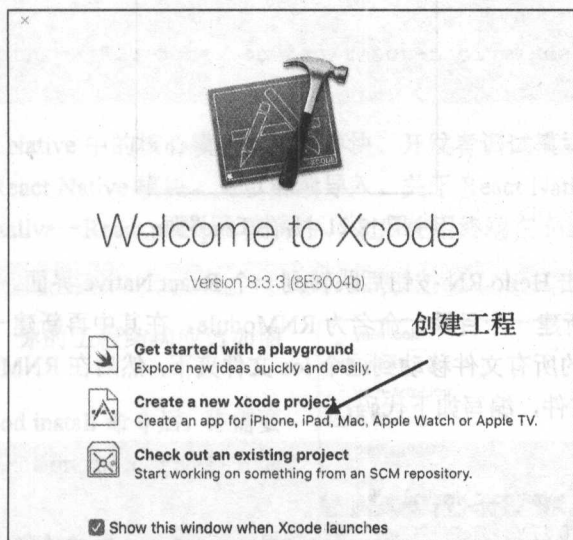 Welcome to Xcode
Version 8.3.3 (8E3004b)
创建工程
Get started with a playground
Explore new ideas quickly and easily.
Create a new Xcode project
Create an app for iPhone, iPad, Mac, Apple Watch or Apple TV.
Check out an existing project
Start working on something from an SCM repository.
Show this window when Xcode launches